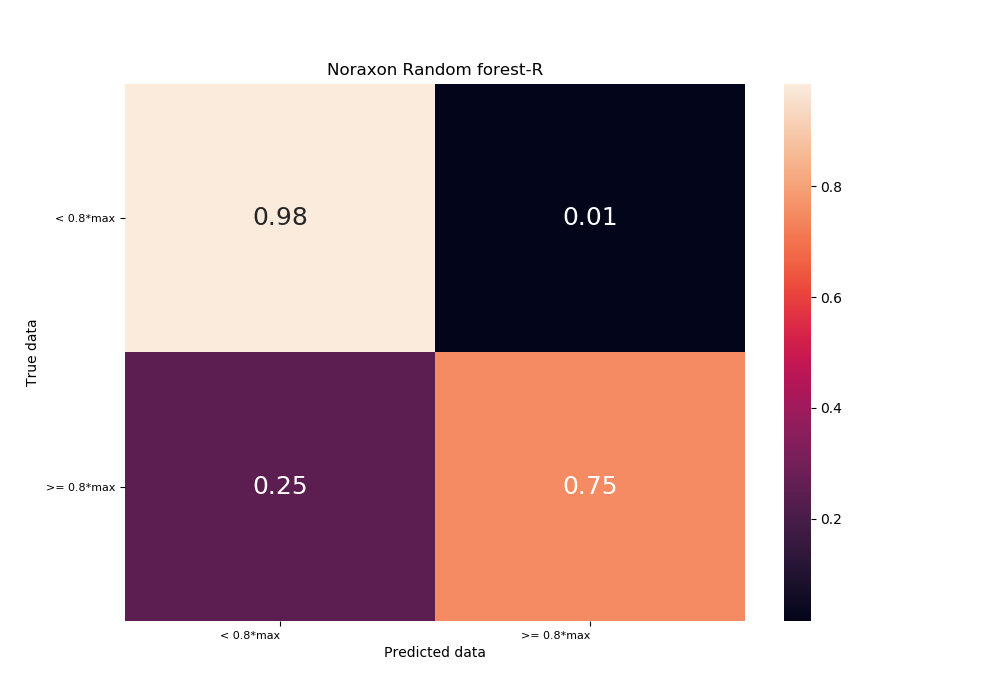 Noraxon Random forest-R
0.8
0.6
0.4
0.2
True data
< 0.8*max
>= 0.8*max
0.98
0.01
0.25
0.75
< 0.8*max
>= 0.8*max
Predicted data